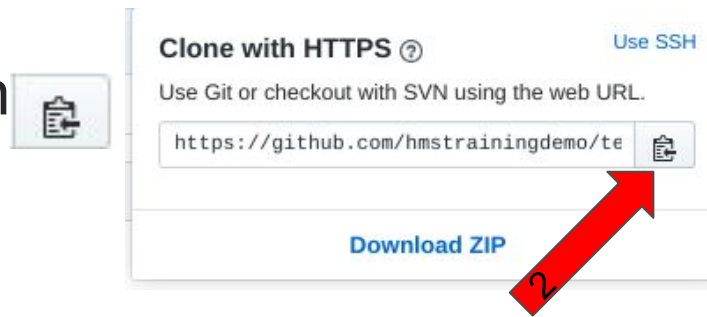 Clone with HTTPS
Use SSH
Use Git or checkout with SVN using the web URL.
https://github.com/hmstrainingdemo/te
Download ZIP
2